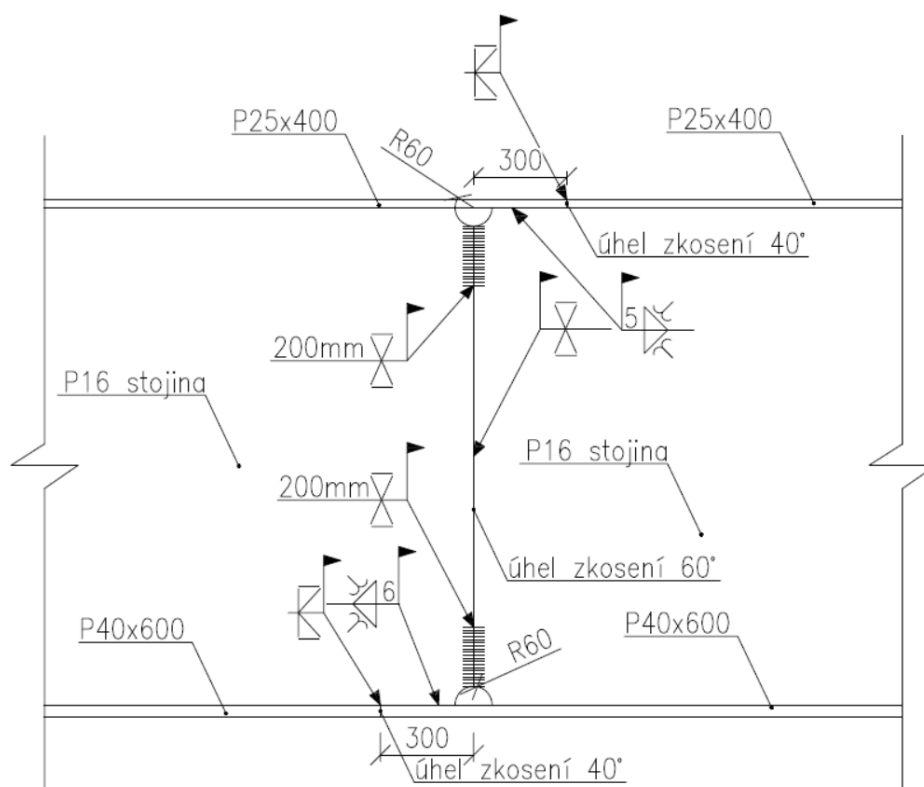 P25x400
R60
300
P25x400
úhel zkosení 40°
5
200mm
P16 stojina
P16 stojina
200mm
úhel zkosení 60°
6
P40x600
R60
P40x600
300
úhel zkosení 40°